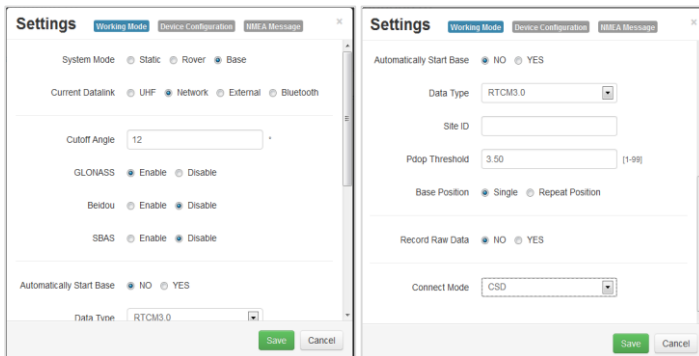 Settings Working Mode Device Configuration NMEA Message ×
System Mode Static Rover Base
Current Datalink UHF Network External Bluetooth
Cutoff Angle 12 *
GLONASS Enable Disable
Beidou Enable Disable
SBAS Enable Disable
Automatically Start Base NO YES
Data Type RTCM3.0
Save Cancel
Settings Working Mode Device Configuration NMEA Message ×
Automatically Start Base NO YES
Data Type RTCM3.0
Site ID
Pdop Threshold 3.50 [1-99]
Base Position Single Repeat Position
Record Raw Data NO YES
Connect Mode CSD
Save Cancel